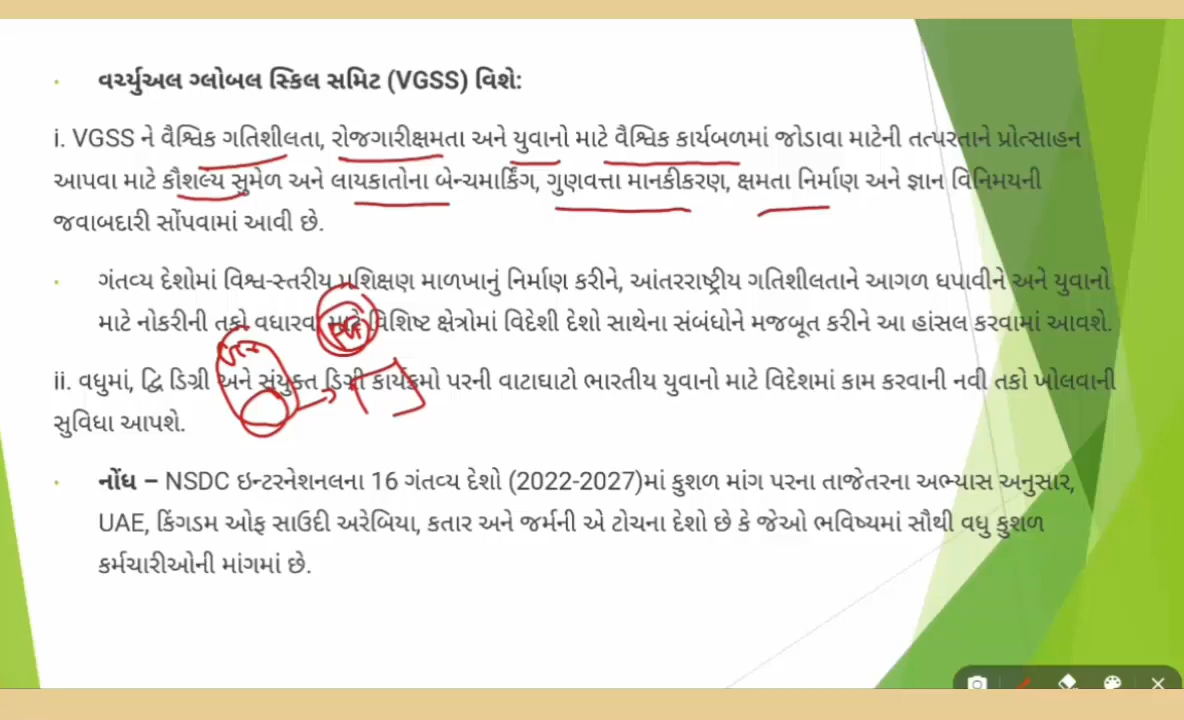 વર્ચ્યુઅલ ગ્લોબલ સ્કિલ સમિટ (VGSS) વિશે:
i. VGSS ને વૈશ્વિક ગતિશીલતા, રોજગારીક્ષમતા અને યુવાનો માટે વૈશ્વિક કાર્યબળમાં જોડાવા માટેની તત્પરતાને પ્રોત્સાહન
આપવા માટે કૌશલ્ય સુમેળ અને લાયકાતોના બેન્ચમાર્કિંગ, ગુણવત્તા માનકીકરણ, ક્ષમતા નિર્માણ અને જ્ઞાન વિનિમયની
જવાબદારી સોંપવામાં આવી છે.
ગંતવ્ય દેશોમાં વિશ્વ-સ્તરીય પ્રશિક્ષણ માળખાનું નિર્માણ કરીને, આંતરરાષ્ટ્રીય ગતિશીલતાને આગળ ધપાવીને અને યુવાનો
માટે નોકરીની તકો વધારવા માટે વિશિષ્ટ ક્ષેત્રોમાં વિદેશી દેશો સાથેના સંબંધોને મજબૂત કરીને આ હાંસલ કરવામાં આવશે.
ii. વધુમાં, દ્વિ ડિગ્રી અને સંયુક્ત ડિગ્રી કાર્યક્રમો પરની વાટાઘાટો ભારતીય યુવાનો માટે વિદેશમાં કામ કરવાની નવી તકો ખોલવાની
સુવિધા આપશે.
નોંધ – NSDC ઇન્ટરનેશનલના 16 ગંતવ્ય દેશો (2022-2027)માં કુશળ માંગ પરના તાજેતરના અભ્યાસ અનુસાર,
UAE, કિંગડમ ઓફ સાઉદી અરેબિયા, કતાર અને જર્મની એ ટોચના દેશો છે કે જેઓ ભવિષ્યમાં સૌથી વધુ કુશળ
કર્મચારીઓની માંગમાં છે.